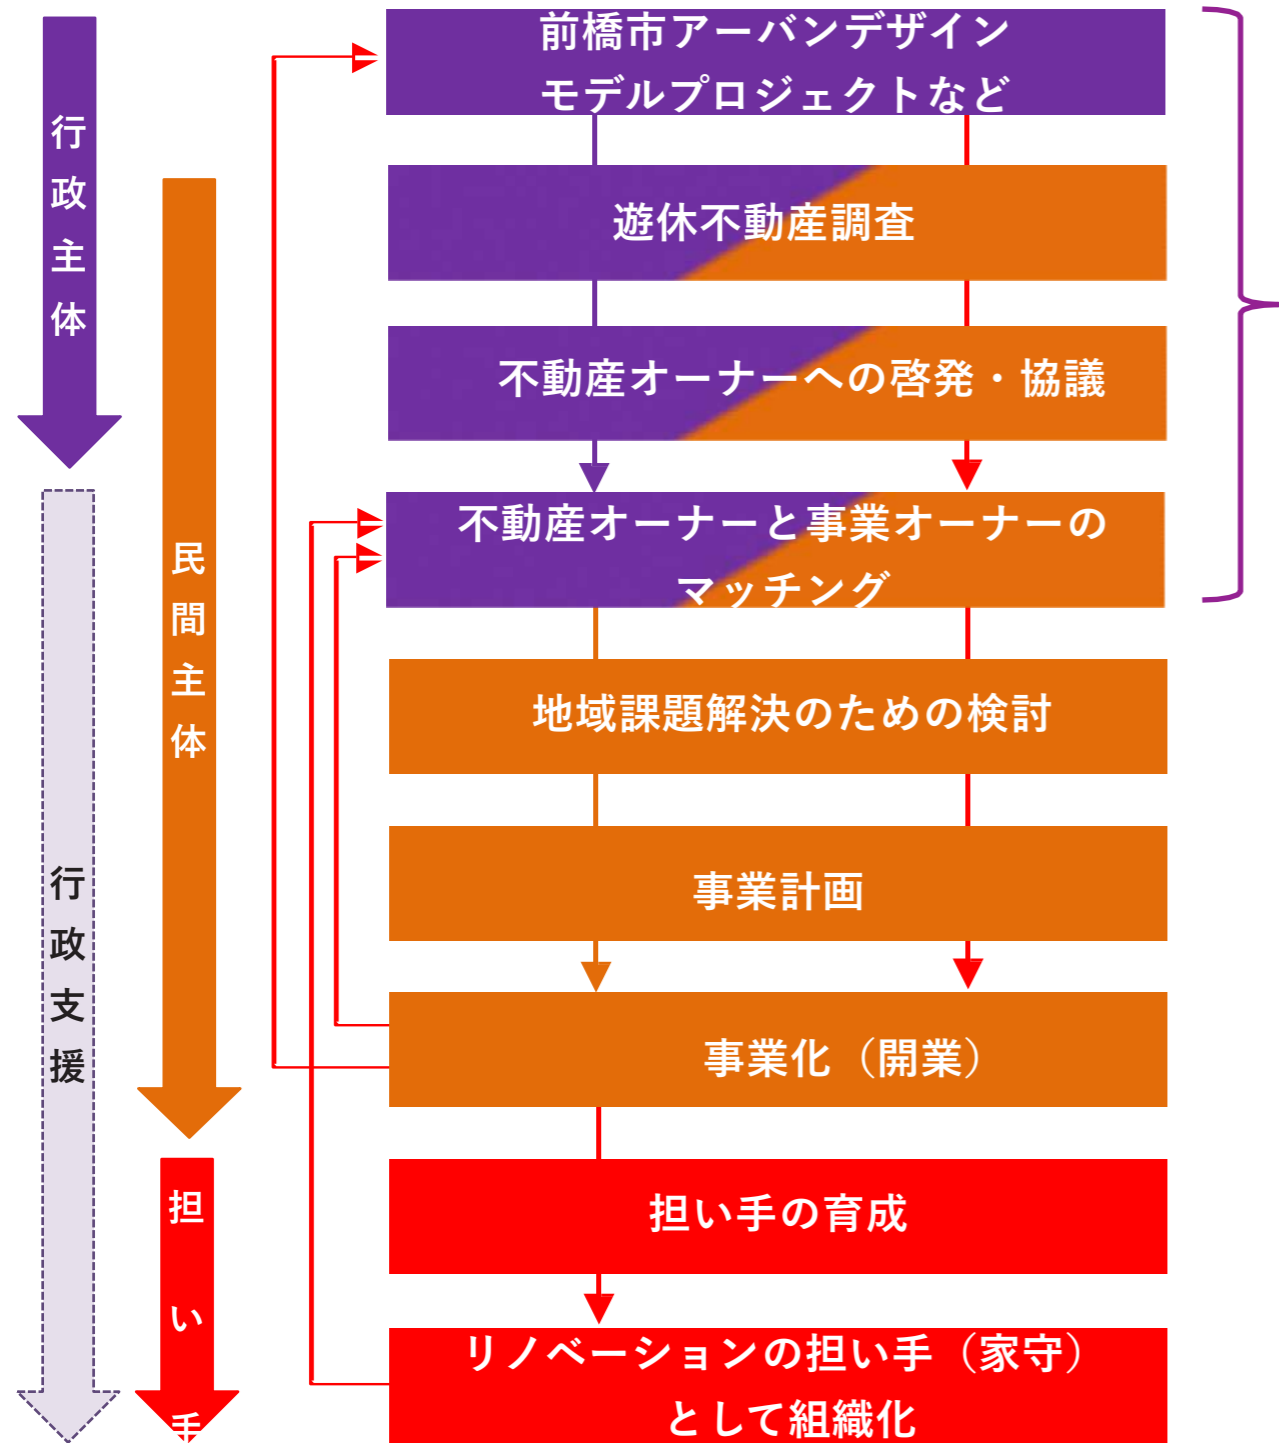 行政主体
行政支援
民間主体
担い手
前橋市アーバンデザイン
モデルプロジェクトなど
遊休不動産調査
不動産オーナーへの啓発・協議
不動産オーナーと事業オーナーの
マッチング
地域課題解決のための検討
事業計画
事業化（開業）
担い手の育成
リノベーションの担い手（家守）
として組織化